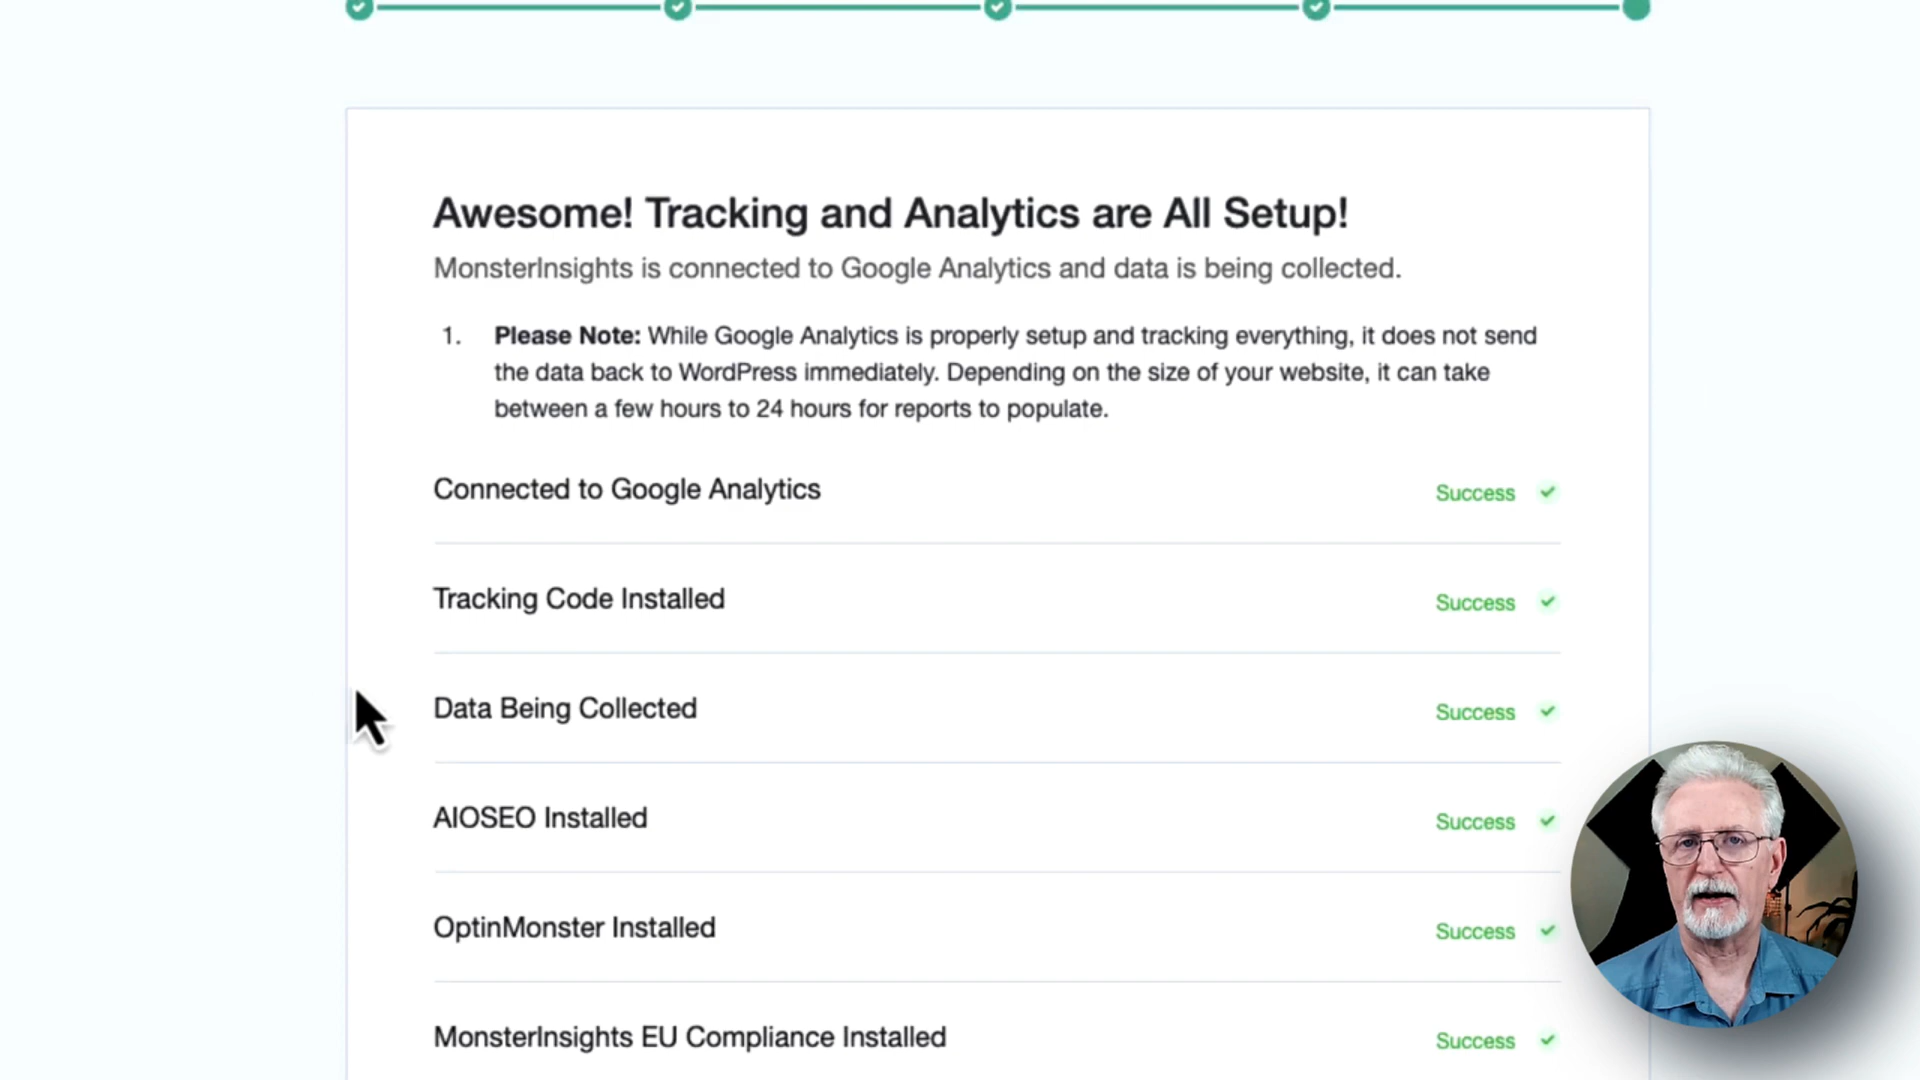 Awesome! Tracking and Analytics are All Setup!
MonsterInsights is connected to Google Analytics and data is being collected.
1. Please Note: While Google Analytics is properly setup and tracking everything, it does not send
the data back to WordPress immediately. Depending on the size of your website, it can take
between a few hours to 24 hours for reports to populate.
Connected to Google Analytics Success
Tracking Code Installed Success
Data Being Collected Success
AIOSEO Installed Success
OptinMonster Installed Success
MonsterInsights EU Compliance Installed Success